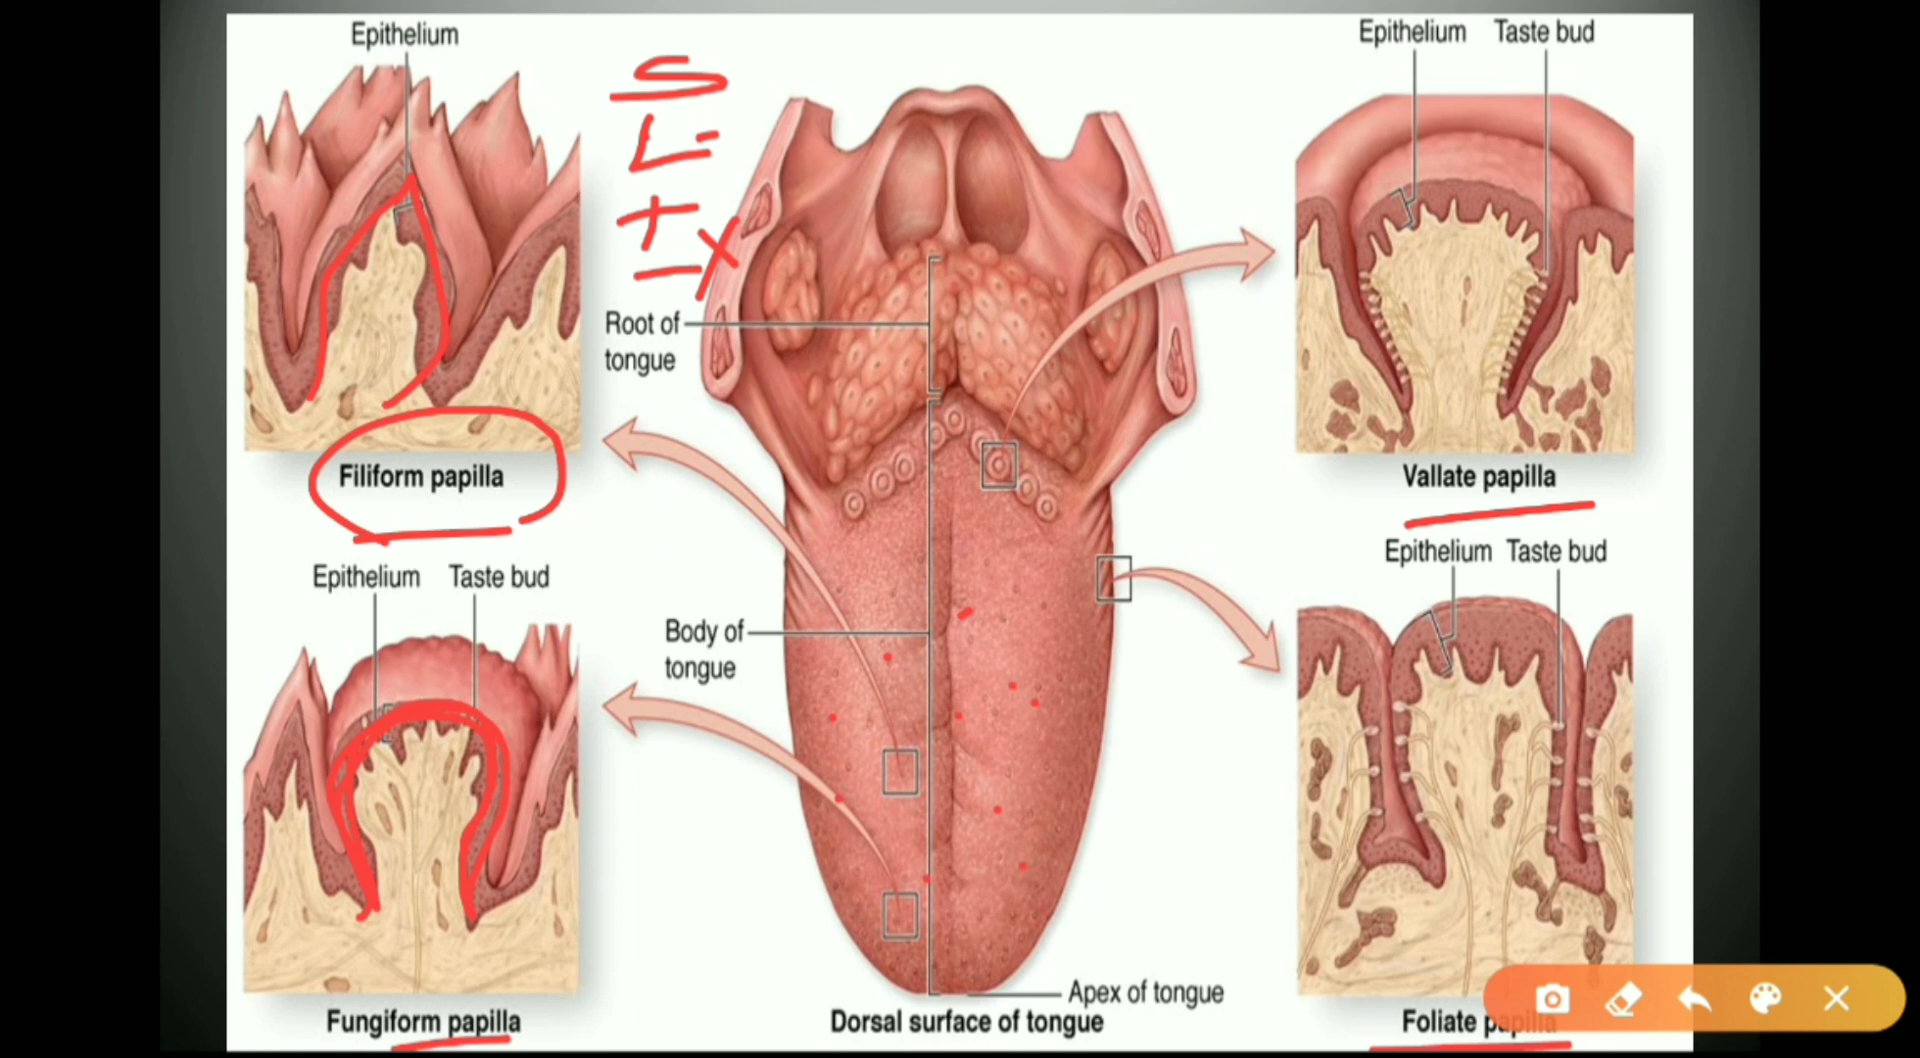 Epithelium
Filiform papilla
Epithelium Taste bud
Fungiform papilla
Root of
tongue
Body of
tongue
Apex of tongue
Dorsal surface of tongue
Epithelium Taste bud
Vallate papilla
Epithelium Taste bud
Foliate papilla